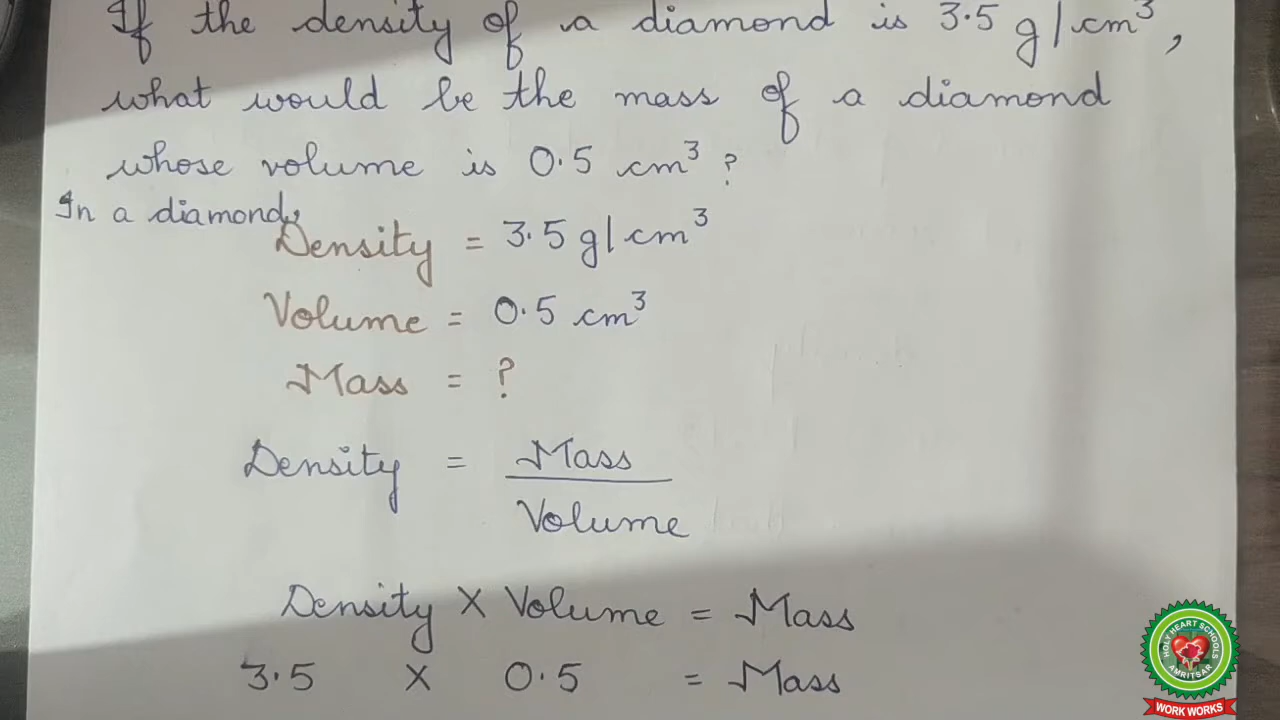 If the density of a diamond is 3.5 g/cm³,
what would be the mass of a diamond
whose volume is 0.5 cm³ ?
In a diamond,
Density = 3.5 g/cm³
Volume = 0.5 cm³
Mass = ?
Density = Mass
Volume
Density X Volume = Mass
3.5 X 0.5 = Mass
HOLY HEART SCHOOLS
AMRITSAR
WORK WORKS